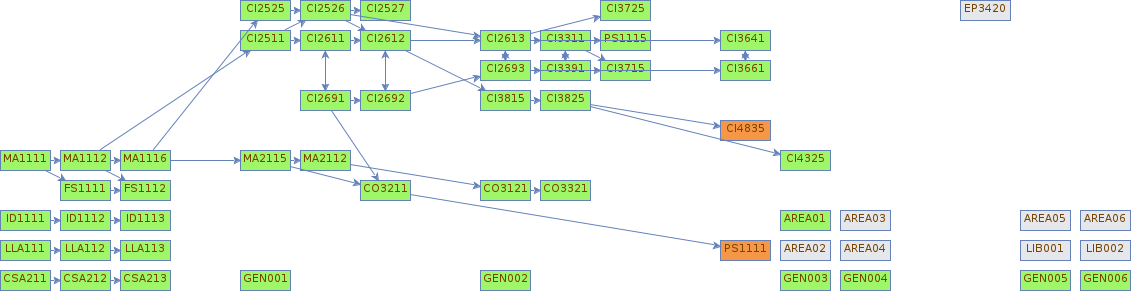 CI2525 CI2526 CI2527 CI3725 EP3420
CI2511 CI2611 CI2612 CI2613 CI3311 PS1115 CI3641
CI2693 CI3391 CI3715 CI3661
CI2691 CI2692 CI3815 CI3825
CI4835
MA1111 MA1112 MA1116 MA2115 MA2112 CI4325
FS1111 FS1112 CO3211 CO3121 CO3321
ID1111 ID1112 ID1113 AREA01 AREA03 AREA05 AREA06
LLA111 LLA112 LLA113 PS1111 AREA02 AREA04 LIB001 LIB002
CSA211 CSA212 CSA213 GEN001 GEN002 GEN003 GEN004 GEN005 GEN006